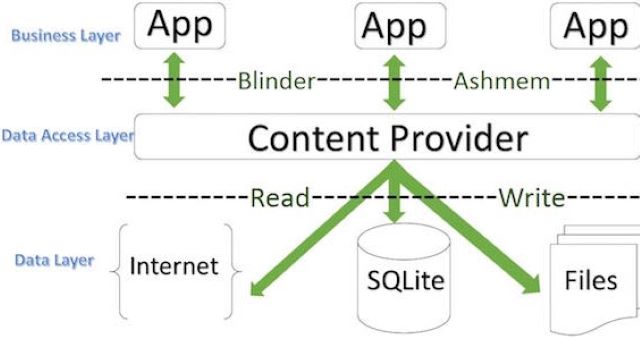 Business Layer App App App
Blinder Ashmem
Data Access Layer Content Provider
Read Write
Data Layer Internet SQLite Files